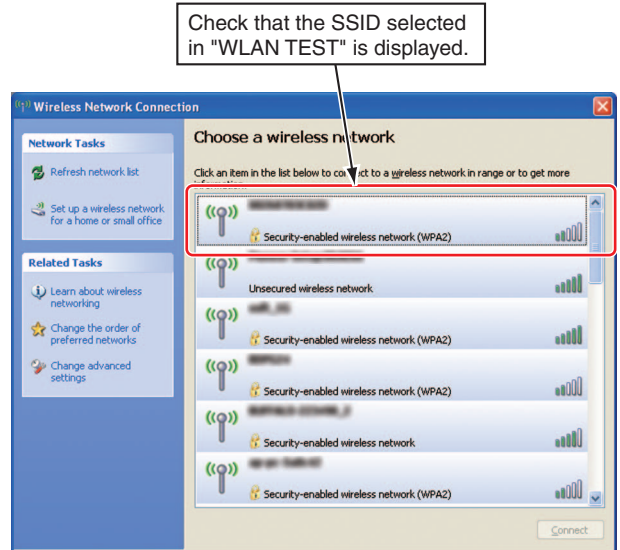 Check that the SSID selected
in "WLAN TEST" is displayed.
Wireless Network Connection
Network Tasks
Refresh network list
Set up a wireless network
for a home or small office
Related Tasks
Learn about wireless
networking
Change the order of
preferred networks
Change advanced
settings
Choose a wireless network
Click an item in the list below to connect to a wireless network in range or to get more
information.
Security-enabled wireless network (WPA2)
Unsecured wireless network
Security-enabled wireless network (WPA2)
Security-enabled wireless network (WPA2)
Security-enabled wireless network
Security-enabled wireless network (WPA2)
Connect